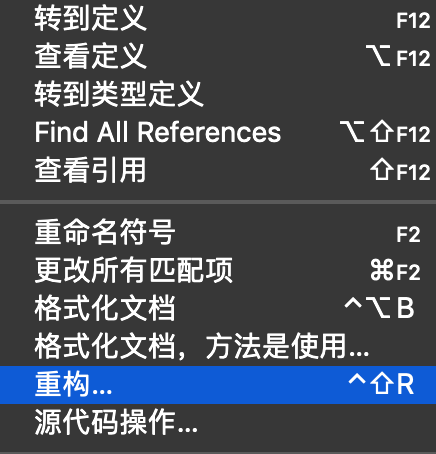 转到定义 F12
查看定义 ⌥F12
转到类型定义
Find All References ⌥⇧F12
查看引用 ⇧F12
重命名符号 F2
更改所有匹配项 ⌘F2
格式化文档 ^⌥B
格式化文档，方法是使用...
重构... ^⇧R
源代码操作...